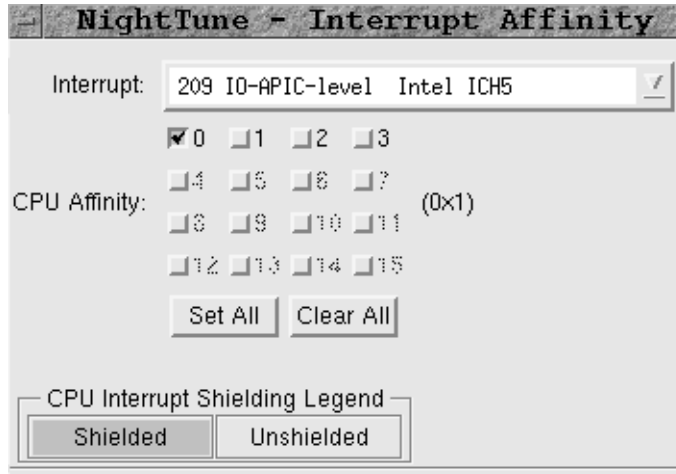 NightTune - Interrupt Affinity
Interrupt: 209 IO-APIC-level Intel ICH5
0 1 2 3
4 5 6 7
CPU Affinity: (0x1)
8 9 10 11
12 13 14 15
Set All Clear All
CPU Interrupt Shielding Legend
Shielded Unshielded